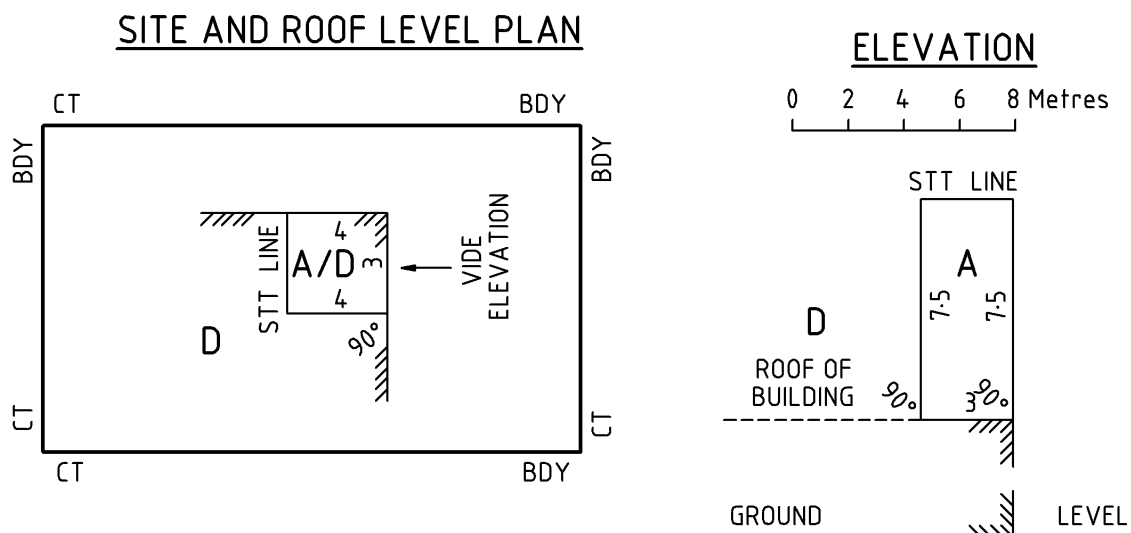 SITE AND ROOF LEVEL PLAN
CT BDY
BDY
BDY
STT LINE
4
A/D
3
4
90°
VIDE
ELEVATION
D
CT
CT
CT BDY
ELEVATION
0 2 4 6 8 Metres
STT LINE
A
7·5
7·5
D
ROOF OF
BUILDING
90°
3
90°
GROUND LEVEL